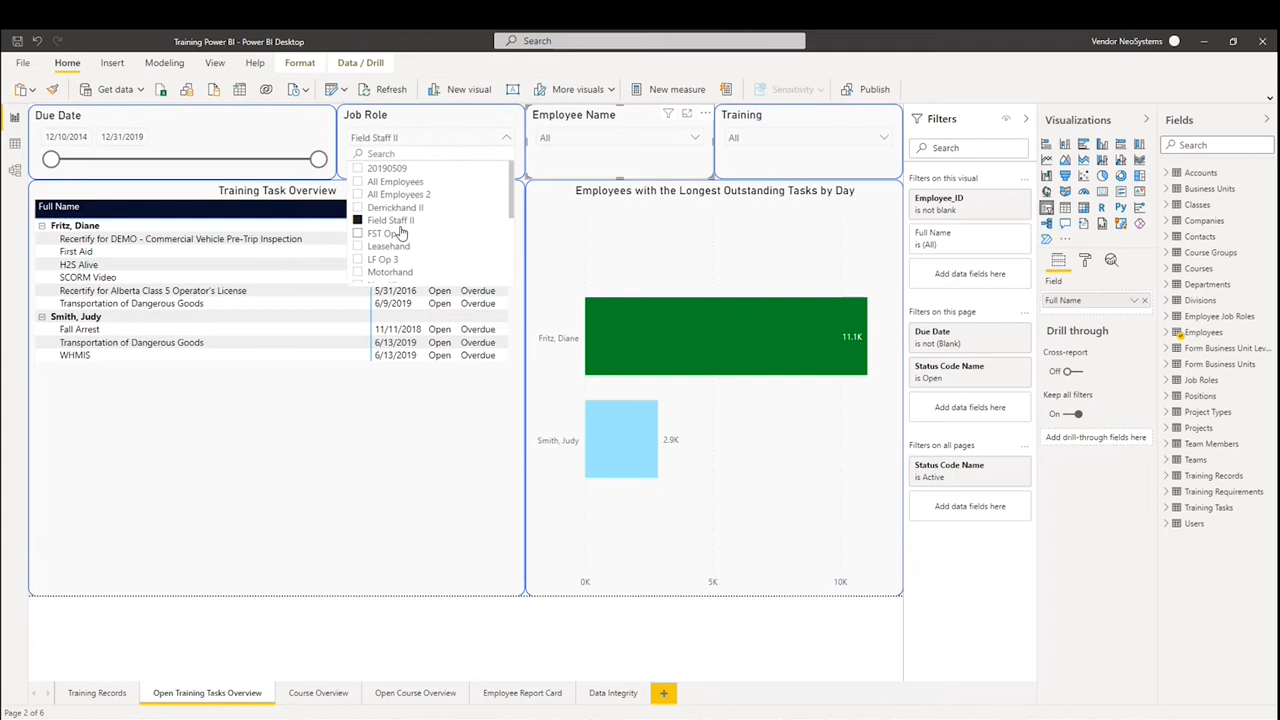 Training Power BI - Power BI Desktop
Search
Vendor NeoSystems
File
Home
Insert
Modeling
View
Help
Format
Data / Drill
Get data
Refresh
New visual
More visuals
New measure
Sensitivity
Publish
Due Date
12/10/2014
12/31/2019
Job Role
Field Staff II
Search
20190509
All Employees
All Employees 2
Derrickhand II
Field Staff II
Leasehand
LF Op 3
Motorhand
Employee Name
All
Training
All
Training Task Overview
Full Name
Fritz, Diane
Recertify for DEMO - Commercial Vehicle Pre-Trip Inspection
First Aid
H2S Alive
SCORM Video
Recertify for Alberta Class 5 Operator's License 5/31/2016 Open Overdue
Transportation of Dangerous Goods 6/9/2019 Open Overdue
Smith, Judy
Fall Arrest 11/11/2018 Open Overdue
Transportation of Dangerous Goods 6/13/2019 Open Overdue
WHMIS 6/13/2019 Open Overdue
Employees with the Longest Outstanding Tasks by Day
Fritz, Diane
11.1K
Smith, Judy
2.9K
0K
5K
10K
Filters
Search
Filters on this visual
...
Employee_ID
is not blank
Full Name
is (All)
Add data fields here
Filters on this page
...
Due Date
is not (Blank)
Status Code Name
is Open
Add data fields here
Filters on all pages
...
Status Code Name
is Active
Add data fields here
Visualizations
Field
Full Name
Drill through
Cross-report
Off
Keep all filters
On
Add drill-through fields here
Fields
Search
Accounts
Business Units
Classes
Companies
Contacts
Course Groups
Courses
Departments
Divisions
Employee Job Roles
Employees
Form Business Unit Lev...
Form Business Units
Job Roles
Positions
Project Types
Projects
Team Members
Teams
Training Records
Training Requirements
Training Tasks
Users
Training Records
Open Training Tasks Overview
Course Overview
Open Course Overview
Employee Report Card
Data Integrity
Page 2 of 6